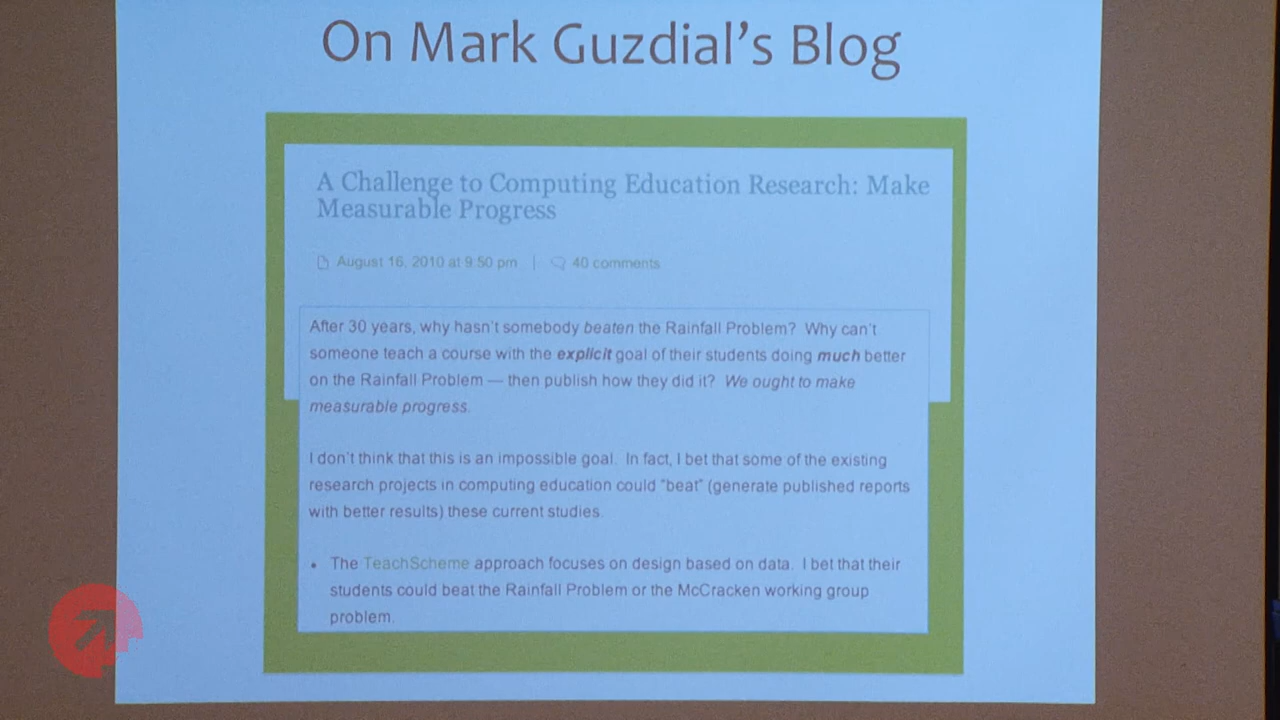 On Mark Guzdial's Blog
A Challenge to Computing Education Research: Make
Measurable Progress
August 16, 2010 at 9:50 pm | 40 comments
After 30 years, why hasn't somebody beaten the Rainfall Problem? Why can't
someone teach a course with the explicit goal of their students doing much better
on the Rainfall Problem — then publish how they did it? We ought to make
measurable progress.
I don't think that this is an impossible goal. In fact, I bet that some of the existing
research projects in computing education could "beat" (generate published reports
with better results) these current studies.
• The TeachScheme approach focuses on design based on data. I bet that their
students could beat the Rainfall Problem or the McCracken working group
problem.